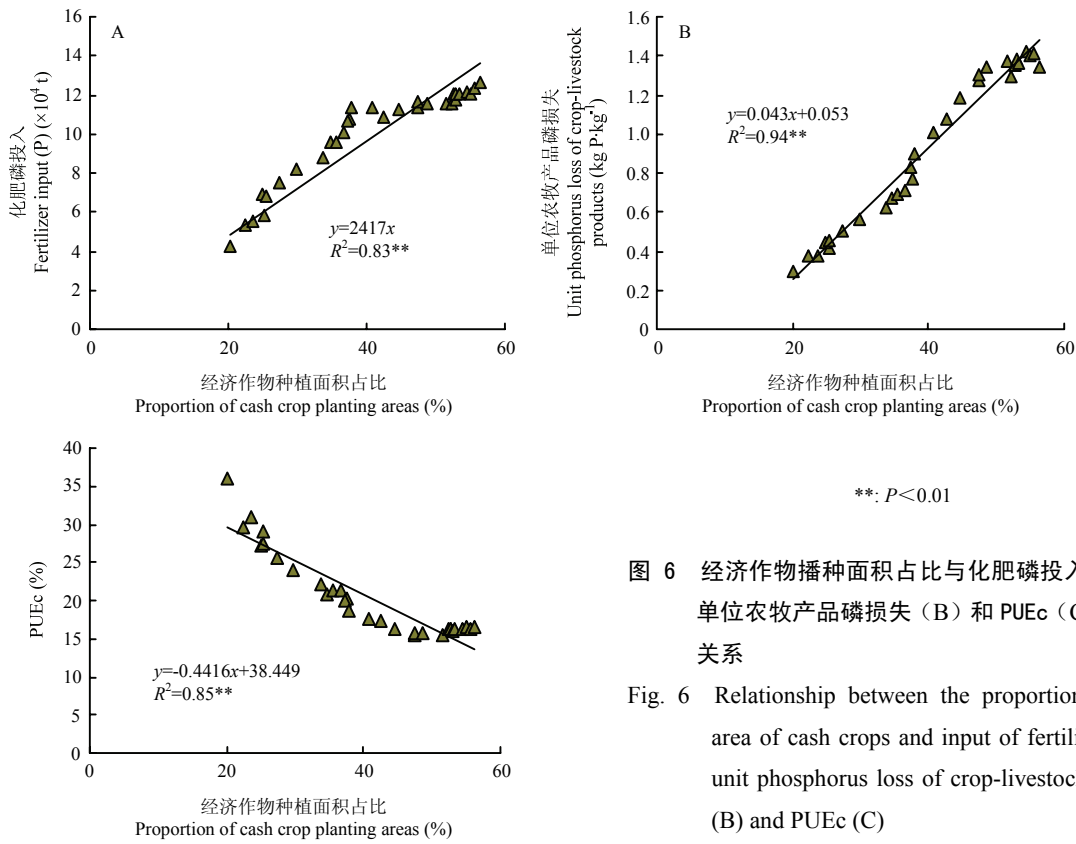 16
14
12
10
8
6
4
2
0
A
y=2417x
R²=0.83**
0
20
40
60
化肥磷投入
Fertilizer input (P) (×10⁴ t)
经济作物种植面积占比
Proportion of cash crop planting areas (%)
1.6
1.4
1.2
1.0
0.8
0.6
0.4
0.2
0
B
y=0.043x+0.053
R²=0.94**
0
20
40
60
单位农牧产品磷损失
Unit phosphorus loss of crop-livestock
products (kg P·kg⁻¹)
经济作物种植面积占比
Proportion of cash crop planting areas (%)
40
35
30
25
20
15
10
5
0
PUEc (%)
y=-0.4416x+38.449
R²=0.85**
0
20
40
60
经济作物种植面积占比
Proportion of cash crop planting areas (%)
**: P＜0.01
图 6 经济作物播种面积占比与化肥磷投入
单位农牧产品磷损失（B）和 PUEc（C
关系
Fig. 6 Relationship between the proportion
area of cash crops and input of fertili
unit phosphorus loss of crop-livestoc
(B) and PUEc (C)